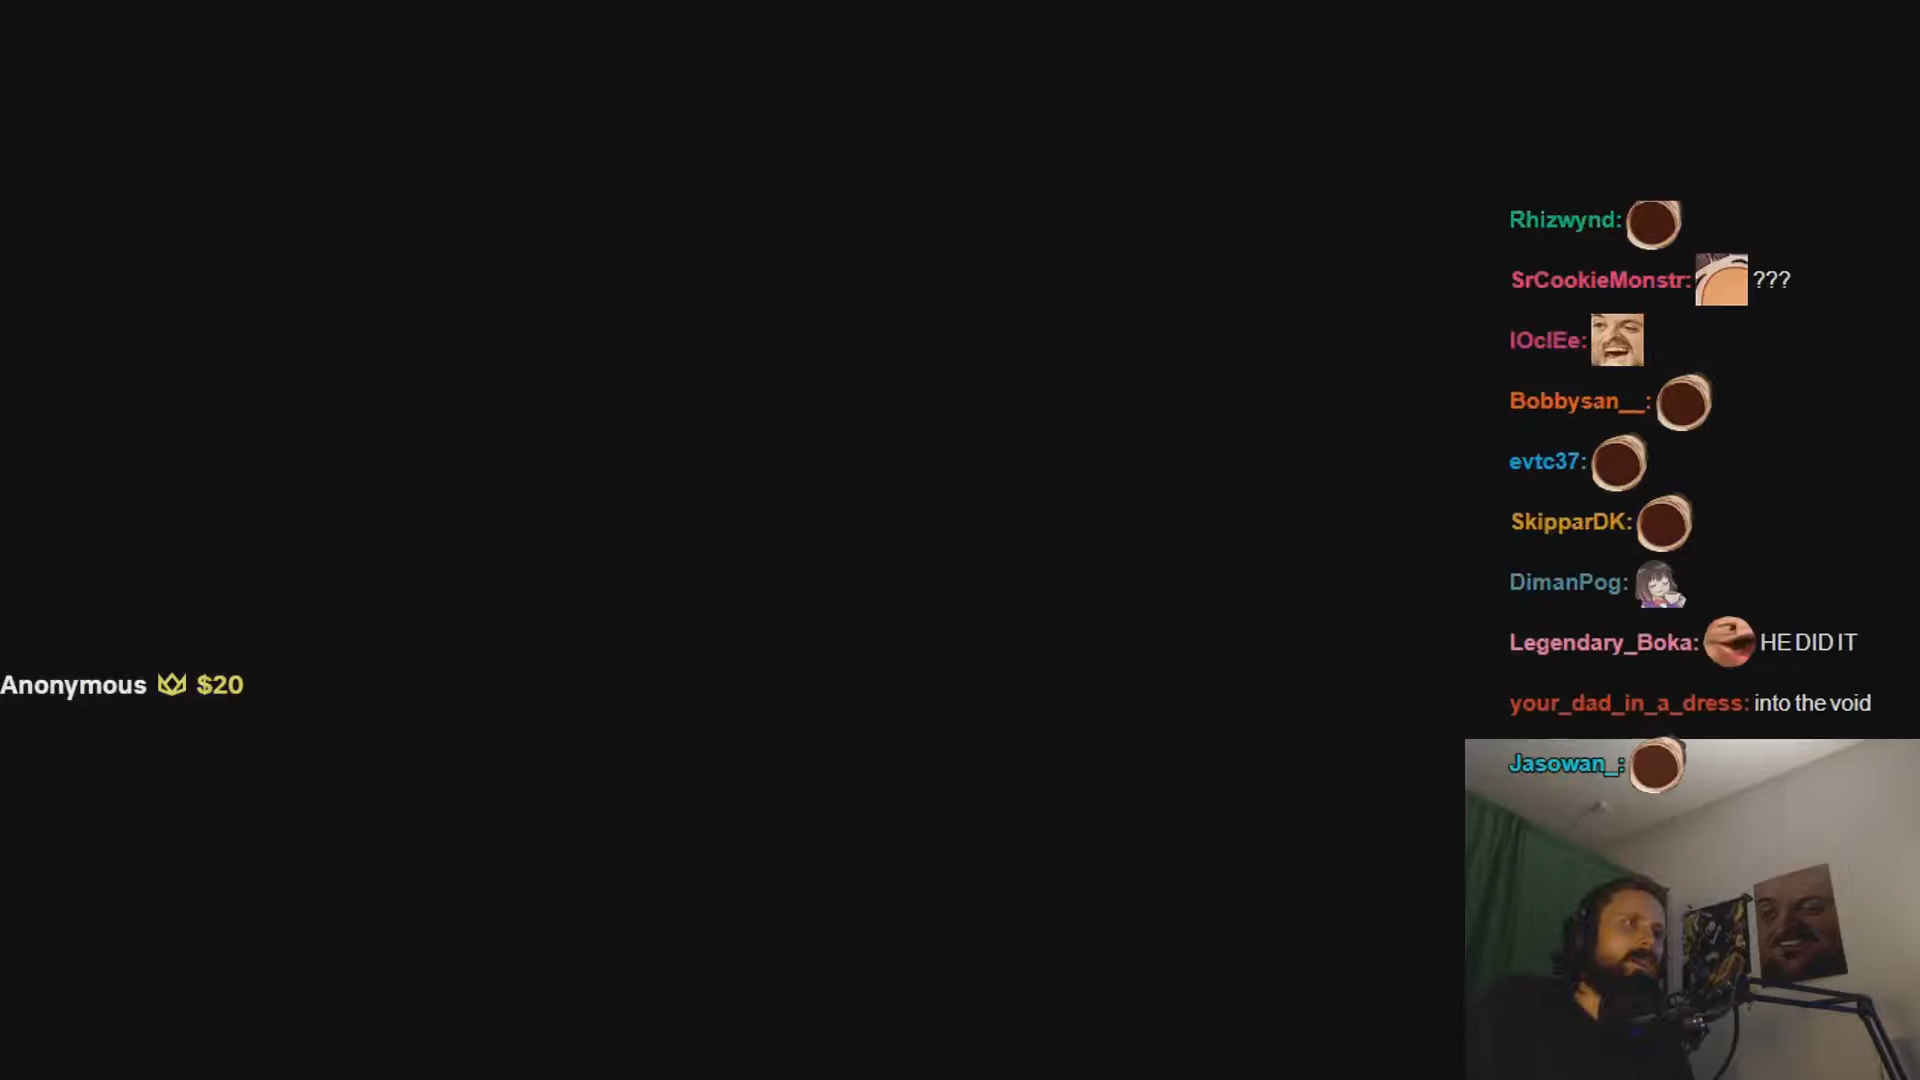 Rhizwynd:
SrCookieMonstr: ???
lOclEe:
Bobbysan__:
evtc37:
SkipparDK:
DimanPog:
Legendary_Boka: HE DID IT
Anonymous $20
your_dad_in_a_dress: into the void
Jasowan_: